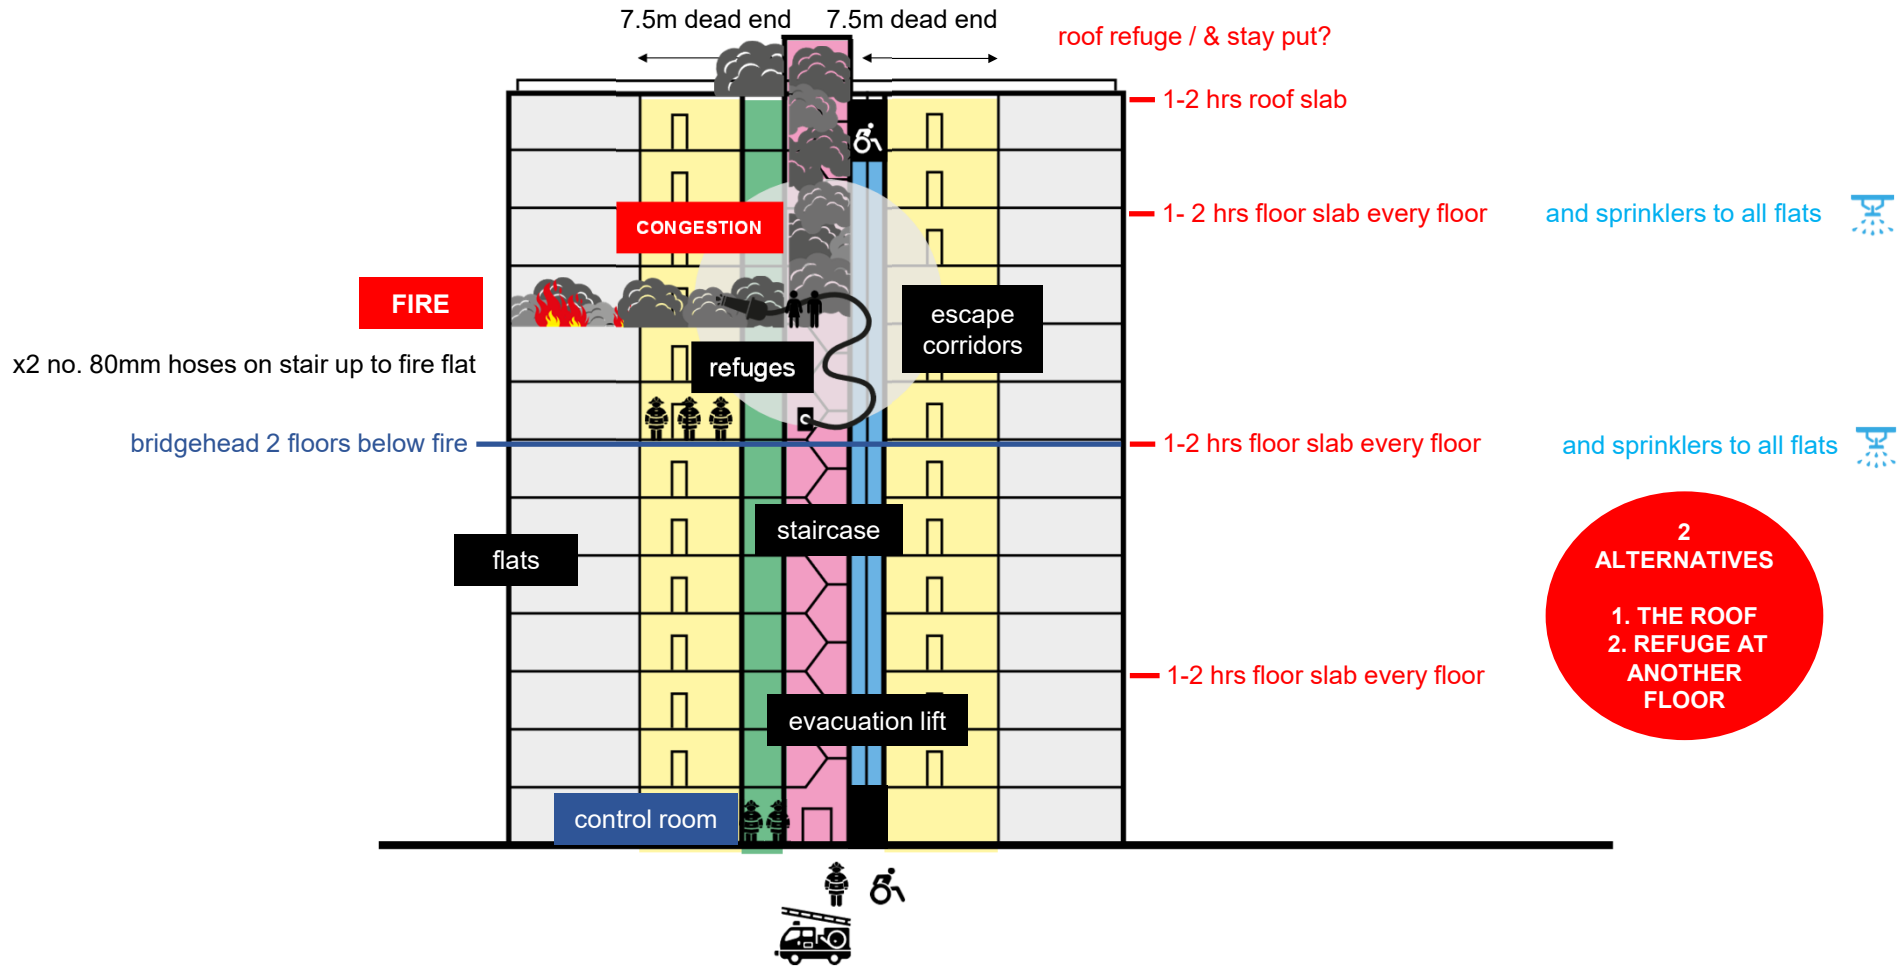 7.5m dead end
7.5m dead end
roof refuge / & stay put?
1-2 hrs roof slab
CONGESTION
1- 2 hrs floor slab every floor
and sprinklers to all flats
FIRE
escape
corridors
x2 no. 80mm hoses on stair up to fire flat
refuges
bridgehead 2 floors below fire
1-2 hrs floor slab every floor
and sprinklers to all flats
staircase
flats
2
ALTERNATIVES
1. THE ROOF
2. REFUGE AT
ANOTHER
FLOOR
1-2 hrs floor slab every floor
evacuation lift
control room